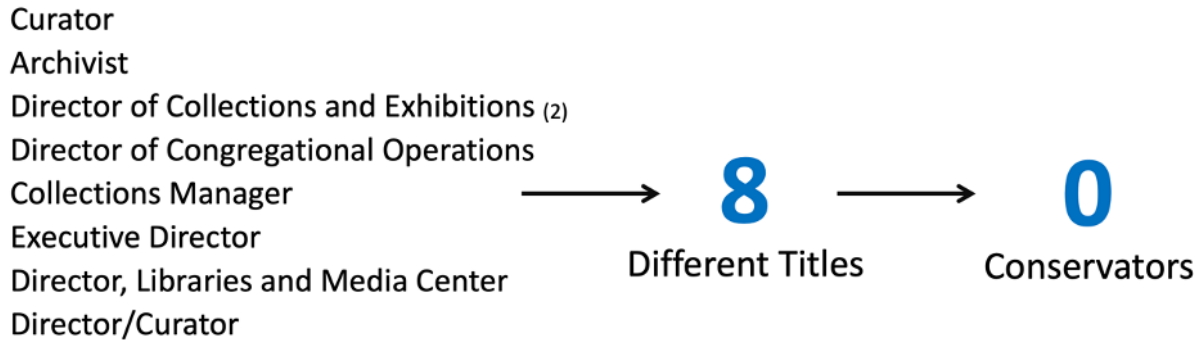 Curator
Archivist
Director of Collections and Exhibitions (2)
Director of Congregational Operations
Collections Manager
Executive Director
Director, Libraries and Media Center
Director/Curator
8
Different Titles
0
Conservators